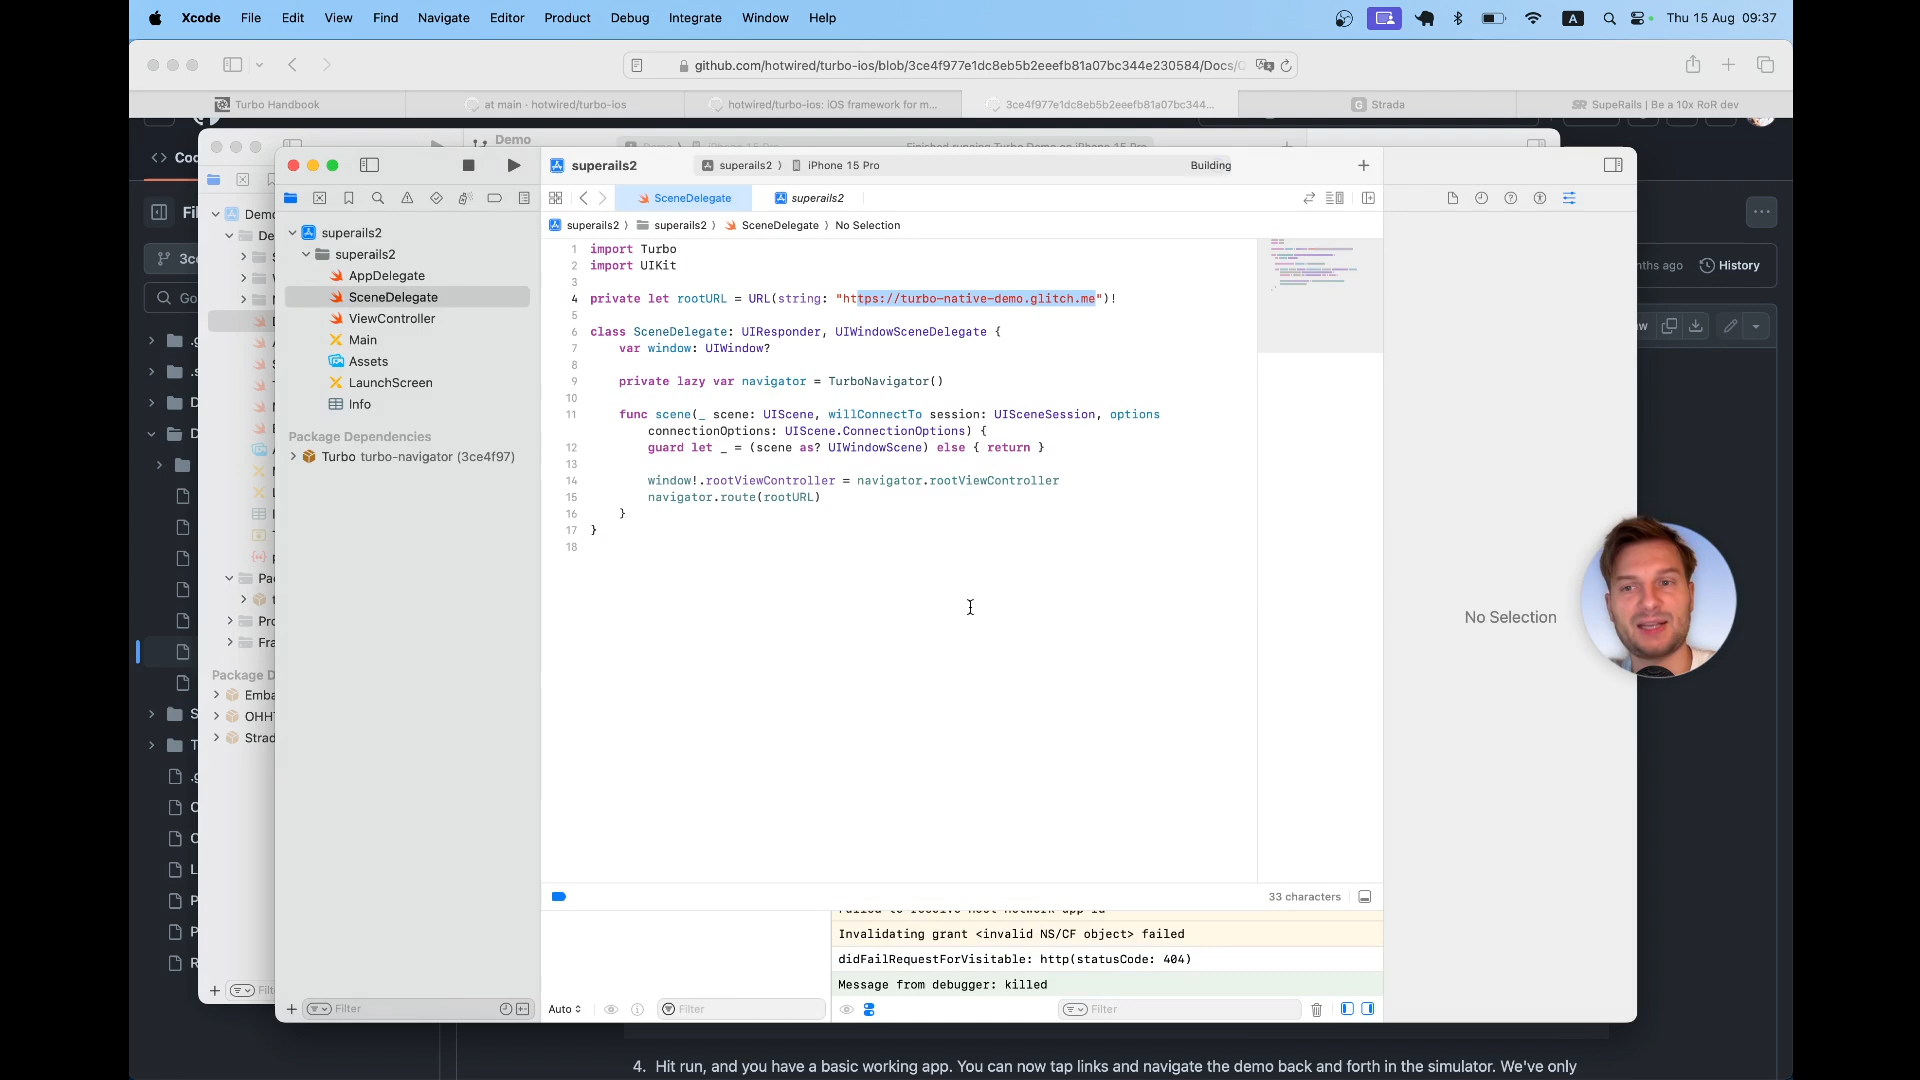 Xcode File Edit View Find Navigate Editor Product Debug Integrate Window Help A Thu 15 Aug 09:37
github.com/hotwired/turbo-ios/blob/3ce4f977e1dc8eb5b2eeefb81a07bc344e230584/Docs/
Turbo Handbook at main · hotwired/turbo-ios hotwired/turbo-ios: iOS framework for m... 3ce4f977e1dc8eb5b2eeefb81a07bc344... G Strada SR SupeRails | Be a 10x RoR dev
Demo
superails2 superails2 iPhone 15 Pro Building
SceneDelegate superails2
superails2 superails2 SceneDelegate No Selection
superails2
superails2
AppDelegate
SceneDelegate
ViewController
Main
Assets
LaunchScreen
Info
Package Dependencies
Turbo turbo-navigator (3ce4f97)
1 import Turbo
2 import UIKit
3
4 private let rootURL = URL(string: "https://turbo-native-demo.glitch.me")!
5
6 class SceneDelegate: UIResponder, UIWindowSceneDelegate {
7 var window: UIWindow?
8
9 private lazy var navigator = TurboNavigator()
10
11 func scene(_ scene: UIScene, willConnectTo session: UISceneSession, options
connectionOptions: UIScene.ConnectionOptions) {
12 guard let _ = (scene as? UIWindowScene) else { return }
13
14 window!.rootViewController = navigator.rootViewController
15 navigator.route(rootURL)
16 }
17 }
18
History
No Selection
33 characters
Invalidating grant <invalid NS/CF object> failed
didFailRequestForVisitable: http(statusCode: 404)
Message from debugger: killed
Filter Auto Filter Filter
4. Hit run, and you have a basic working app. You can now tap links and navigate the demo back and forth in the simulator. We've only